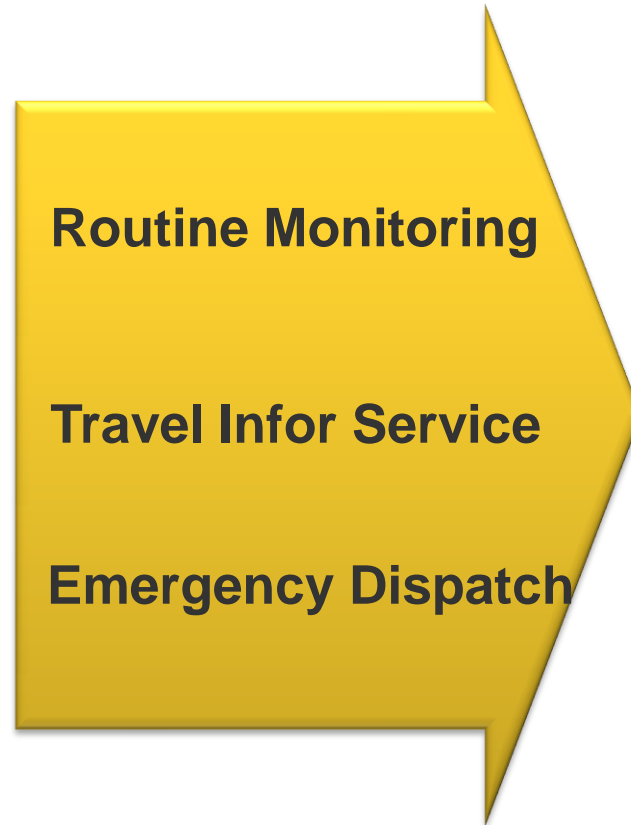 Routine Monitoring
Travel Infor Service
Emergency Dispatch